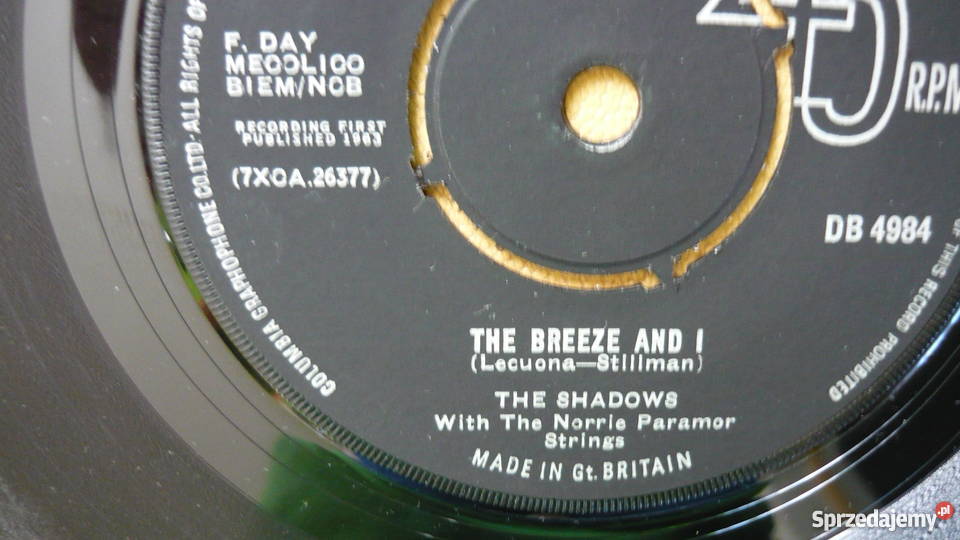 F. DAY
MECOLICO
BIEM/NCB
RECORDING FIRST
PUBLISHED 1963
(7XCA.26377)
45
R.P.M
DB 4984
THE BREEZE AND I
(Lecuona—Stillman)
THE SHADOWS
With The Norrie Paramor
Strings
MADE IN Gt. BRITAIN
COLUMBIA GRAPHOPHONE CO.LTD. ALL RIGHTS OF
OF THIS RECORD PROHIBITED
Sprzedajemy.pl